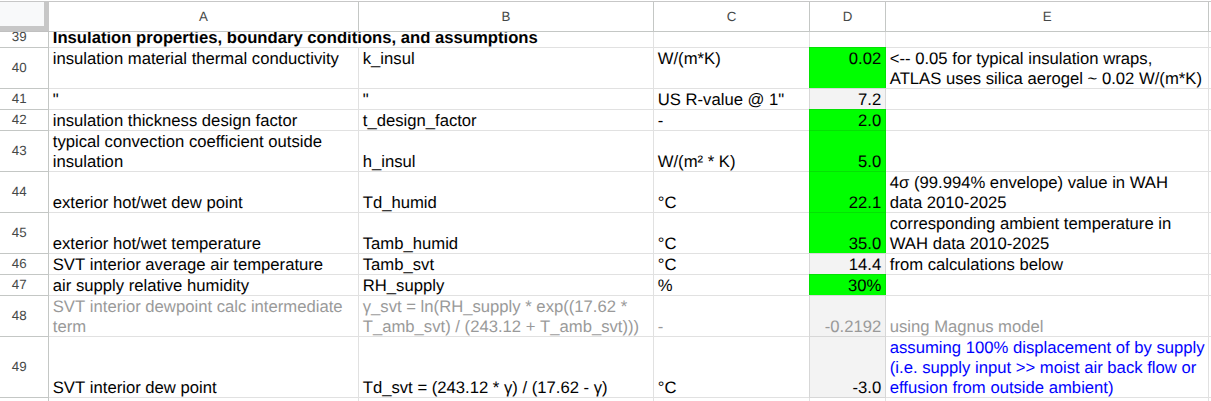 A B C D E
39 Insulation properties, boundary conditions, and assumptions
40 insulation material thermal conductivity k_insul W/(m*K) 0.02 <-- 0.05 for typical insulation wraps,
ATLAS uses silica aerogel ~ 0.02 W/(m*K)
41 " " US R-value @ 1" 7.2
42 insulation thickness design factor t_design_factor - 2.0
typical convection coefficient outside
43 insulation h_insul W/(m² * K) 5.0
4σ (99.994% envelope) value in WAH
44 exterior hot/wet dew point Td_humid °C 22.1 data 2010-2025
corresponding ambient temperature in
45 exterior hot/wet temperature Tamb_humid °C 35.0 WAH data 2010-2025
46 SVT interior average air temperature Tamb_svt °C 14.4 from calculations below
47 air supply relative humidity RH_supply % 30%
SVT interior dewpoint calc intermediate γ_svt = ln(RH_supply * exp((17.62 *
48 term T_amb_svt) / (243.12 + T_amb_svt))) - -0.2192 using Magnus model
assuming 100% displacement of by supply
(i.e. supply input >> moist air back flow or
49 SVT interior dew point Td_svt = (243.12 * γ) / (17.62 - γ) °C -3.0 effusion from outside ambient)